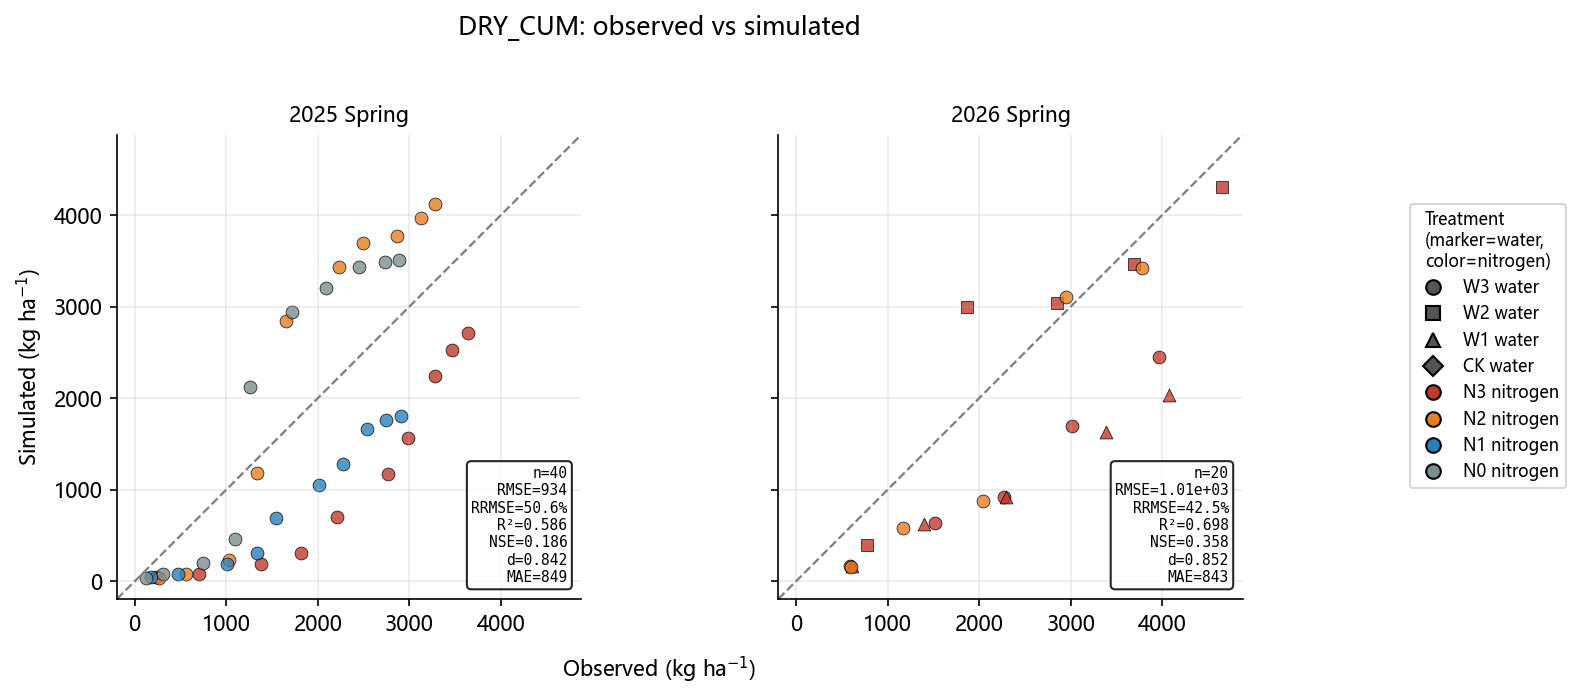 DRY_CUM: observed vs simulated
2025 Spring
2026 Spring
Simulated (kg ha⁻¹)
4000
3000
2000
1000
0
n=40
RMSE=934
RRMSE=50.6%
R²=0.586
NSE=0.186
d=0.842
MAE=849
0 1000 2000 3000 4000
n=20
RMSE=1.01e+03
RRMSE=42.5%
R²=0.698
NSE=0.358
d=0.852
MAE=843
0 1000 2000 3000 4000
Observed (kg ha⁻¹)
Treatment
(marker=water,
color=nitrogen)
W3 water
W2 water
W1 water
CK water
N3 nitrogen
N2 nitrogen
N1 nitrogen
N0 nitrogen